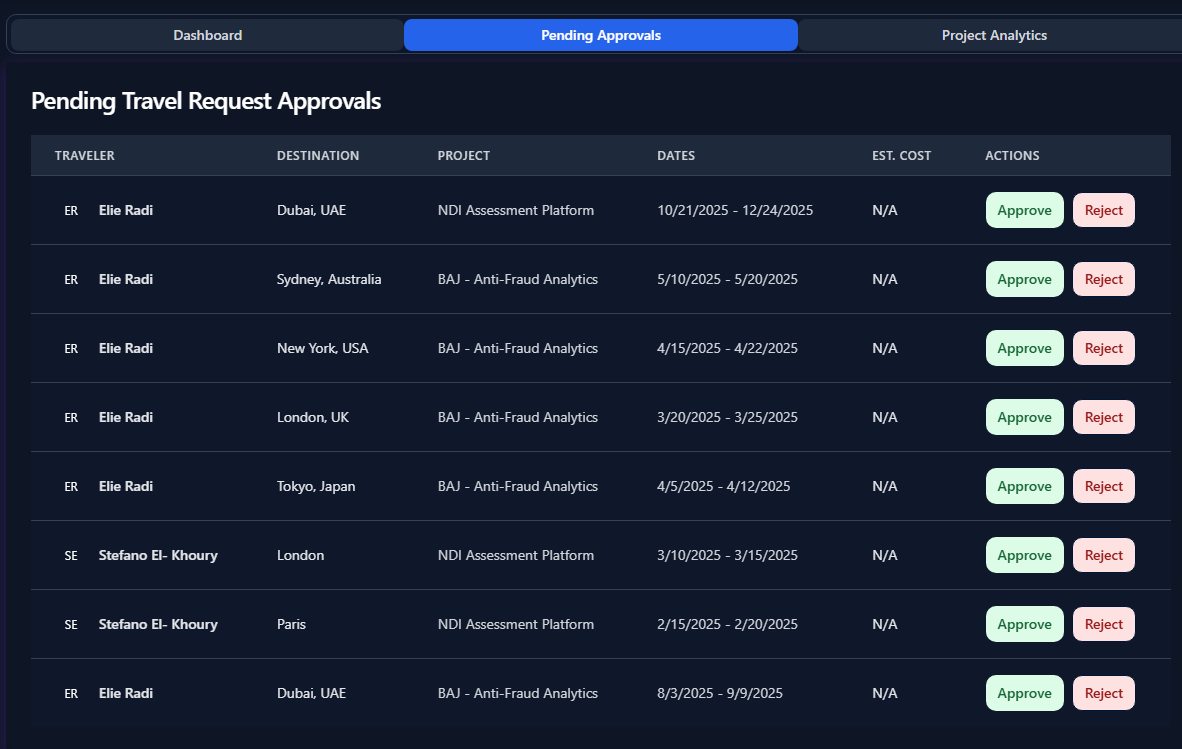 Dashboard Pending Approvals Project Analytics
Pending Travel Request Approvals
TRAVELER DESTINATION PROJECT DATES EST. COST ACTIONS
ER Elie Radi Dubai, UAE NDI Assessment Platform 10/21/2025 - 12/24/2025 N/A Approve Reject
ER Elie Radi Sydney, Australia BAJ - Anti-Fraud Analytics 5/10/2025 - 5/20/2025 N/A Approve Reject
ER Elie Radi New York, USA BAJ - Anti-Fraud Analytics 4/15/2025 - 4/22/2025 N/A Approve Reject
ER Elie Radi London, UK BAJ - Anti-Fraud Analytics 3/20/2025 - 3/25/2025 N/A Approve Reject
ER Elie Radi Tokyo, Japan BAJ - Anti-Fraud Analytics 4/5/2025 - 4/12/2025 N/A Approve Reject
SE Stefano El- Khoury London NDI Assessment Platform 3/10/2025 - 3/15/2025 N/A Approve Reject
SE Stefano El- Khoury Paris NDI Assessment Platform 2/15/2025 - 2/20/2025 N/A Approve Reject
ER Elie Radi Dubai, UAE BAJ - Anti-Fraud Analytics 8/3/2025 - 9/9/2025 N/A Approve Reject